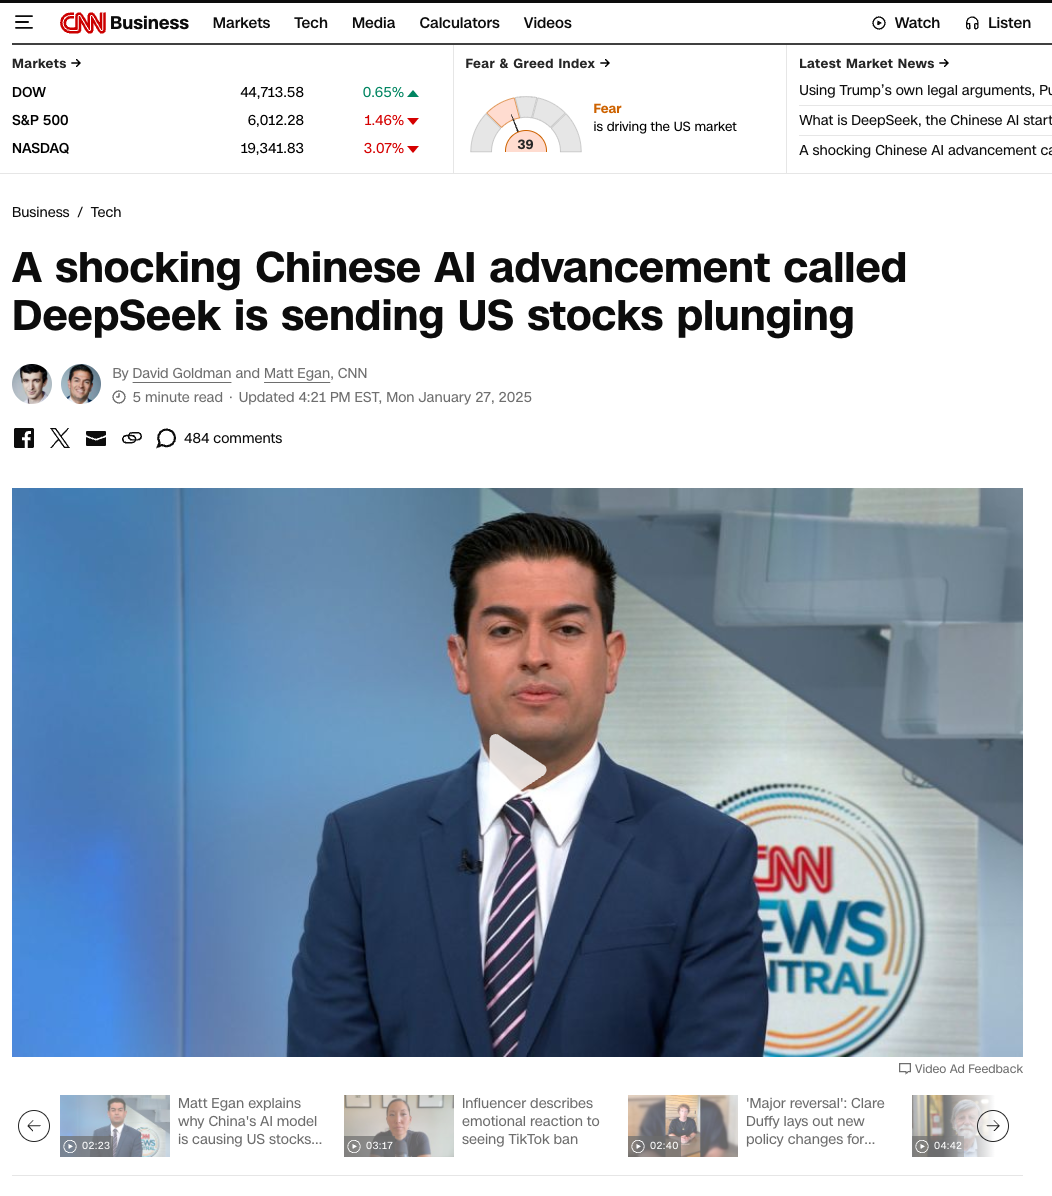 CNN Business Markets Tech Media Calculators Videos Watch Listen
Markets →
DOW 44,713.58 0.65%
S&P 500 6,012.28 1.46%
NASDAQ 19,341.83 3.07%
Fear & Greed Index →
39
Fear
is driving the US market
Latest Market News →
Using Trump's own legal arguments,
What is DeepSeek, the Chinese AI
A shocking Chinese AI advancement
Business / Tech
A shocking Chinese AI advancement called
DeepSeek is sending US stocks plunging
By David Goldman and Matt Egan, CNN
5 minute read · Updated 4:21 PM EST, Mon January 27, 2025
484 comments
CNN
EWS
NTRAL
Video Ad Feedback
02:23
Matt Egan explains
why China's AI model
is causing US stocks...
03:17
Influencer describes
emotional reaction to
seeing TikTok ban
02:40
'Major reversal': Clare
Duffy lays out new
policy changes for...
04:42